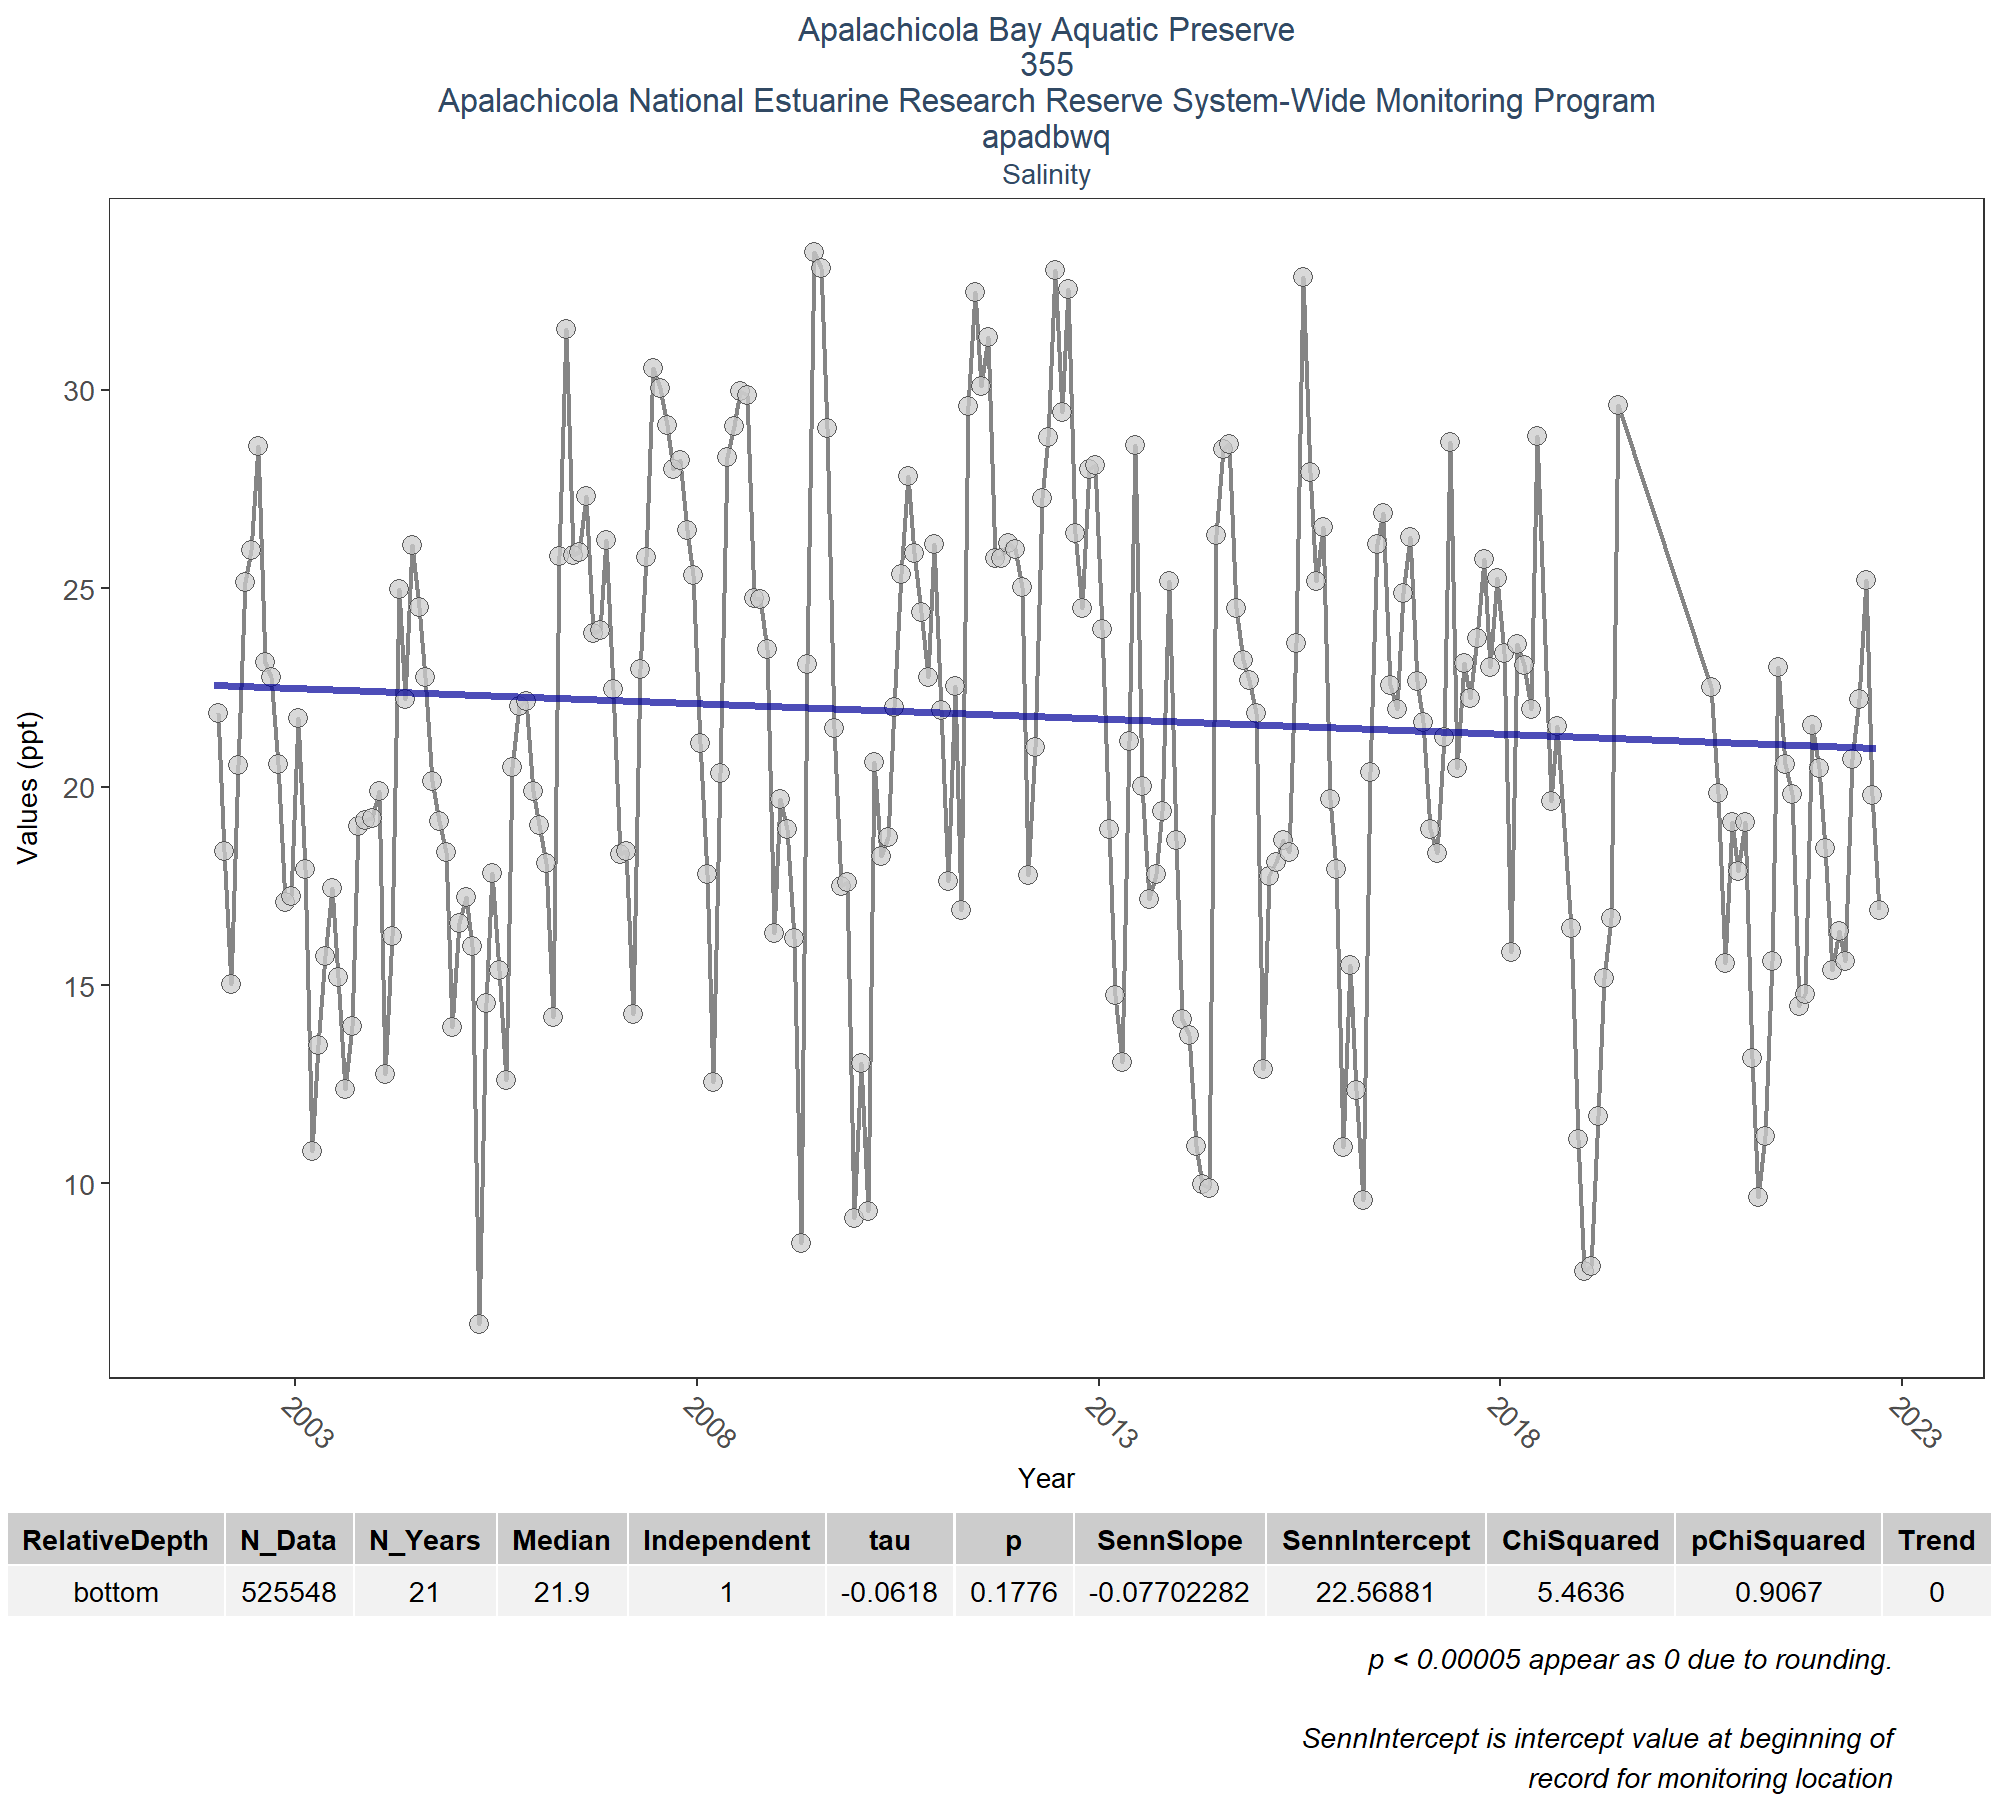 Apalachicola Bay Aquatic Preserve
355
Apalachicola National Estuarine Research Reserve System-Wide Monitoring Program
apadbwq
Salinity
Values (ppt)
30
25
20
15
10
2003
2008
2013
2018
2023
Year
RelativeDepth N_Data N_Years Median Independent tau p SennSlope SennIntercept ChiSquared pChiSquared Trend
bottom 525548 21 21.9 1 -0.0618 0.1776 -0.07702282 22.56881 5.4636 0.9067 0
p < 0.00005 appear as 0 due to rounding.
SennIntercept is intercept value at beginning of
record for monitoring location